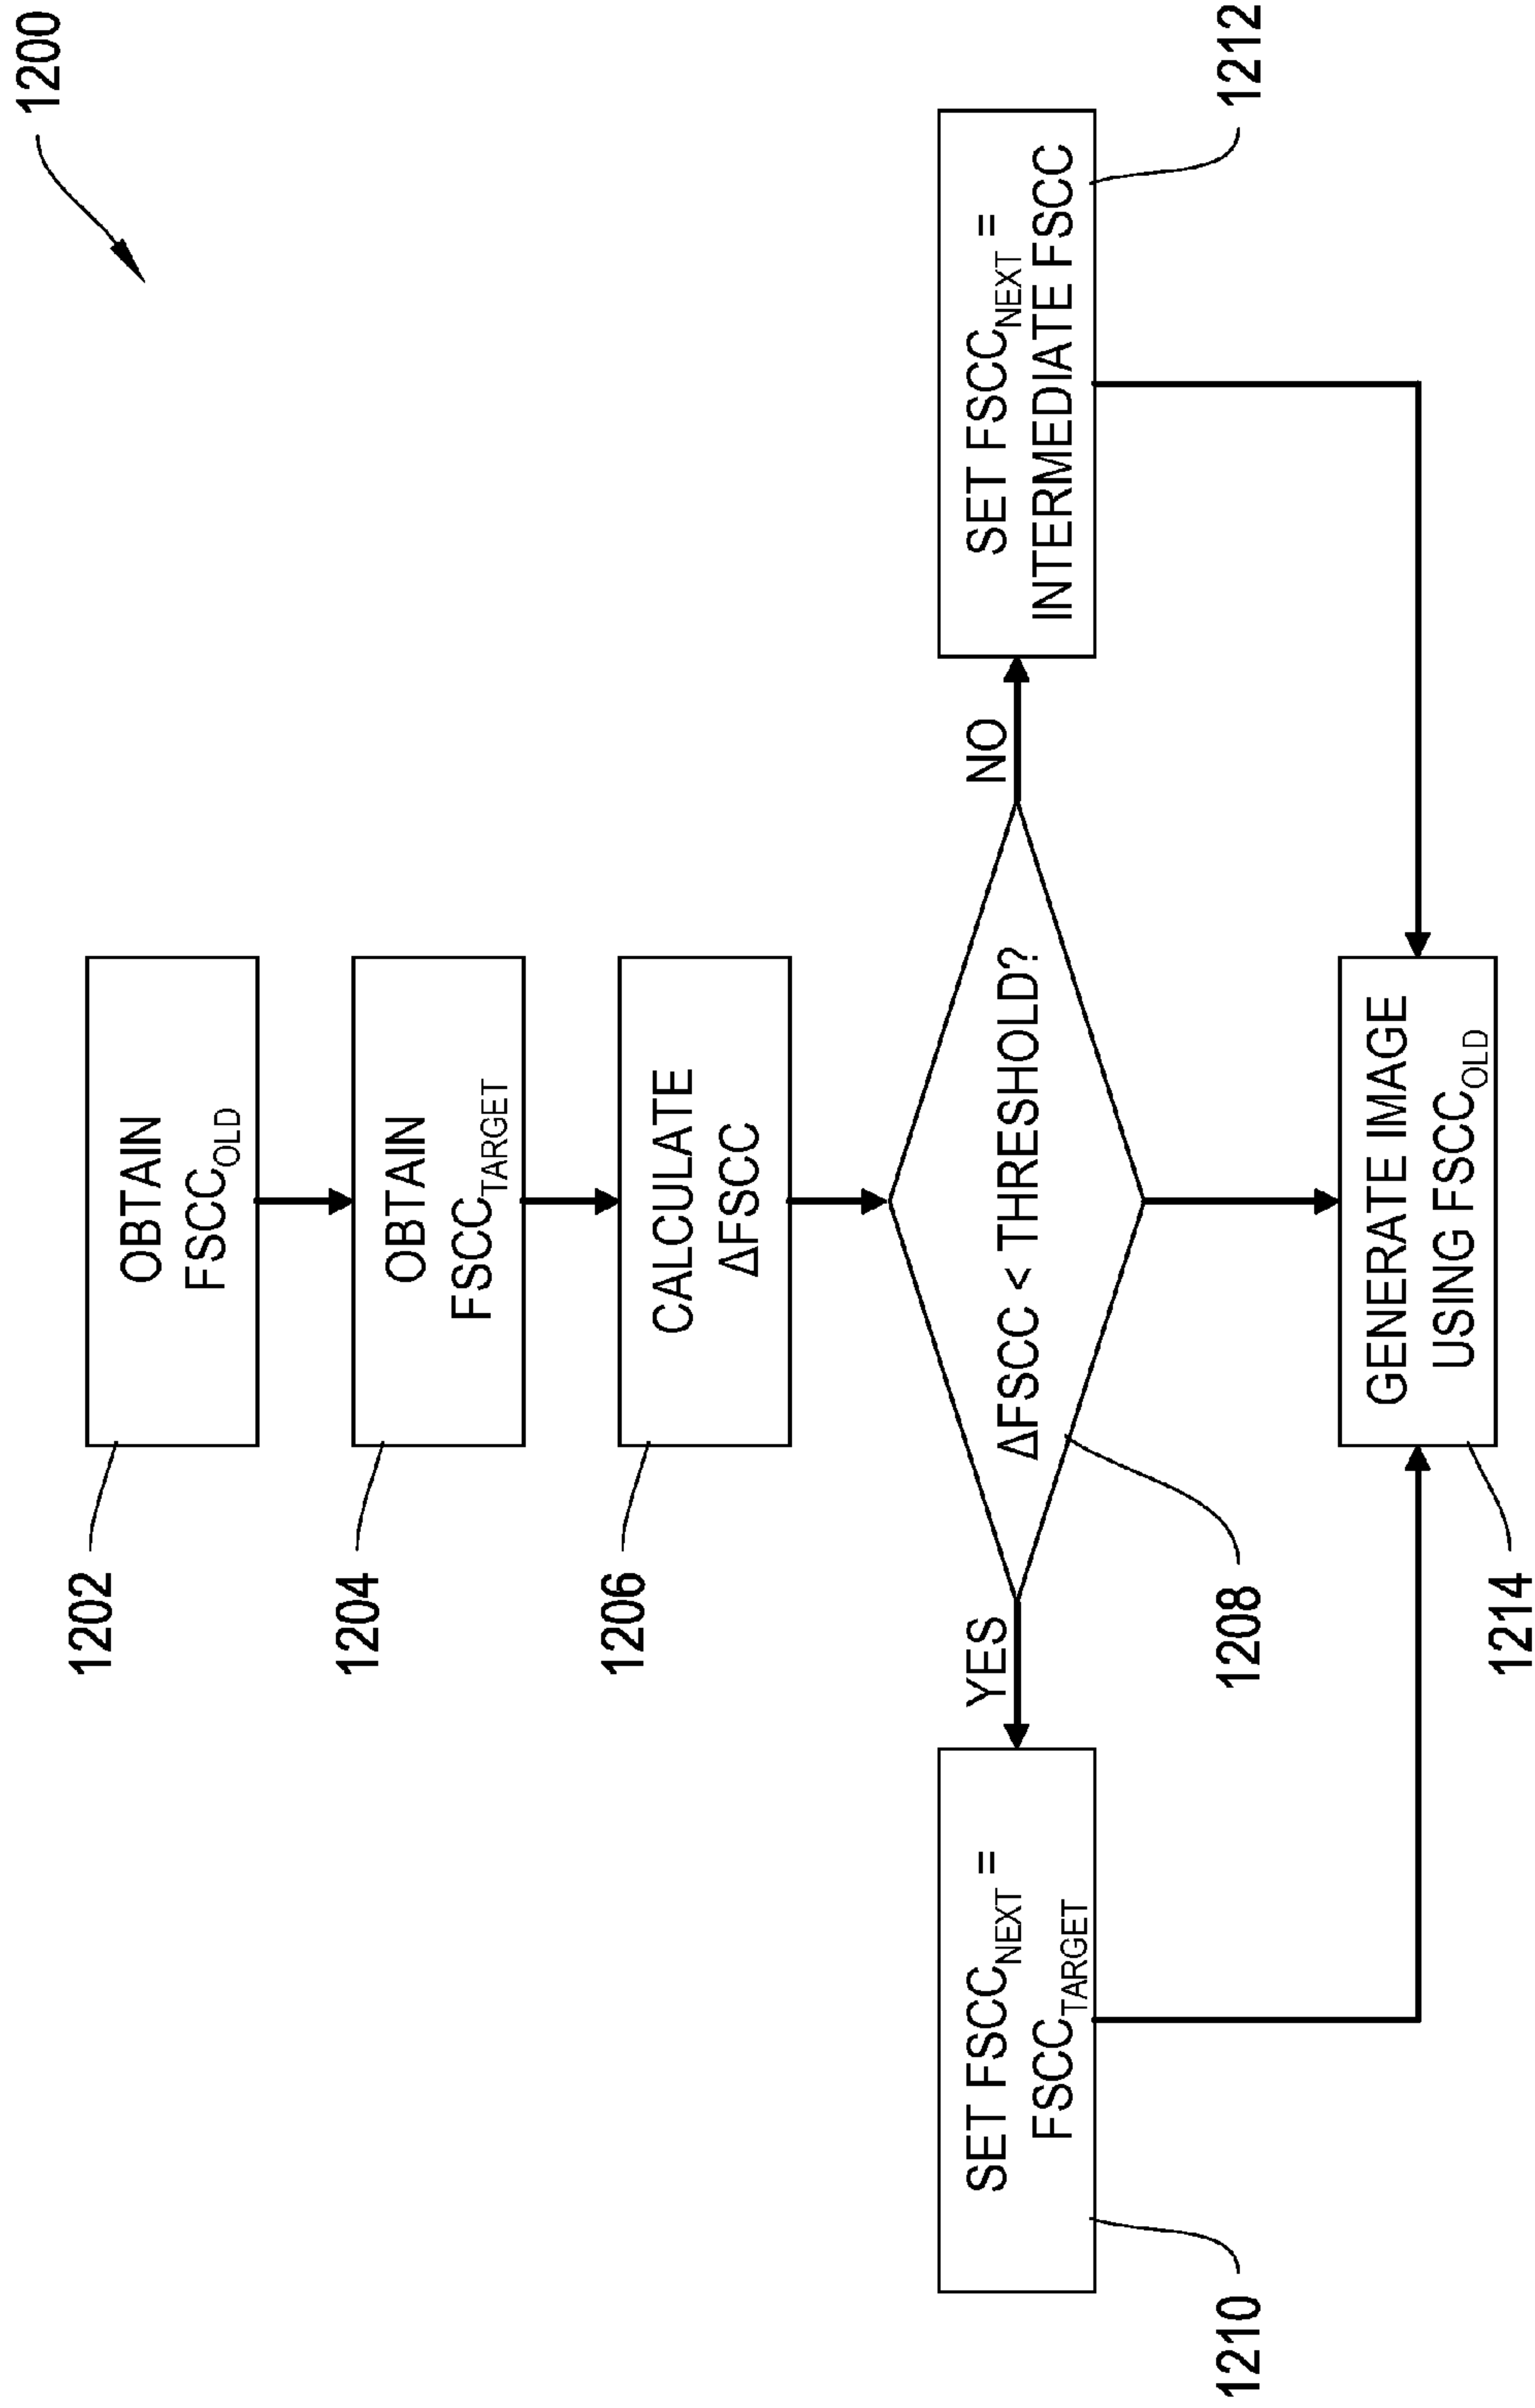 1200
1202
OBTAIN
FSCC_OLD
1204
OBTAIN
FSCC_TARGET
1206
CALCULATE
ΔFSCC
ΔFSCC < THRESHOLD?
1208
YES
NO
SET FSCC_NEXT =
FSCC_TARGET
1210
SET FSCC_NEXT =
INTERMEDIATE FSCC
1212
GENERATE IMAGE
USING FSCC_OLD
1214